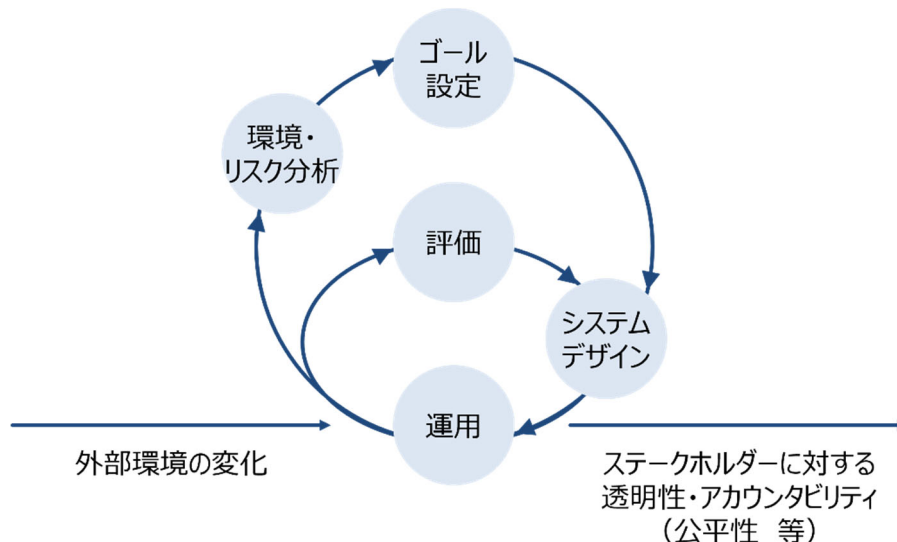 ゴール
設定
環境・
リスク分析
評価
システム
デザイン
運用
外部環境の変化
ステークホルダーに対する
透明性・アカウンタビリティ
（公平性　等）